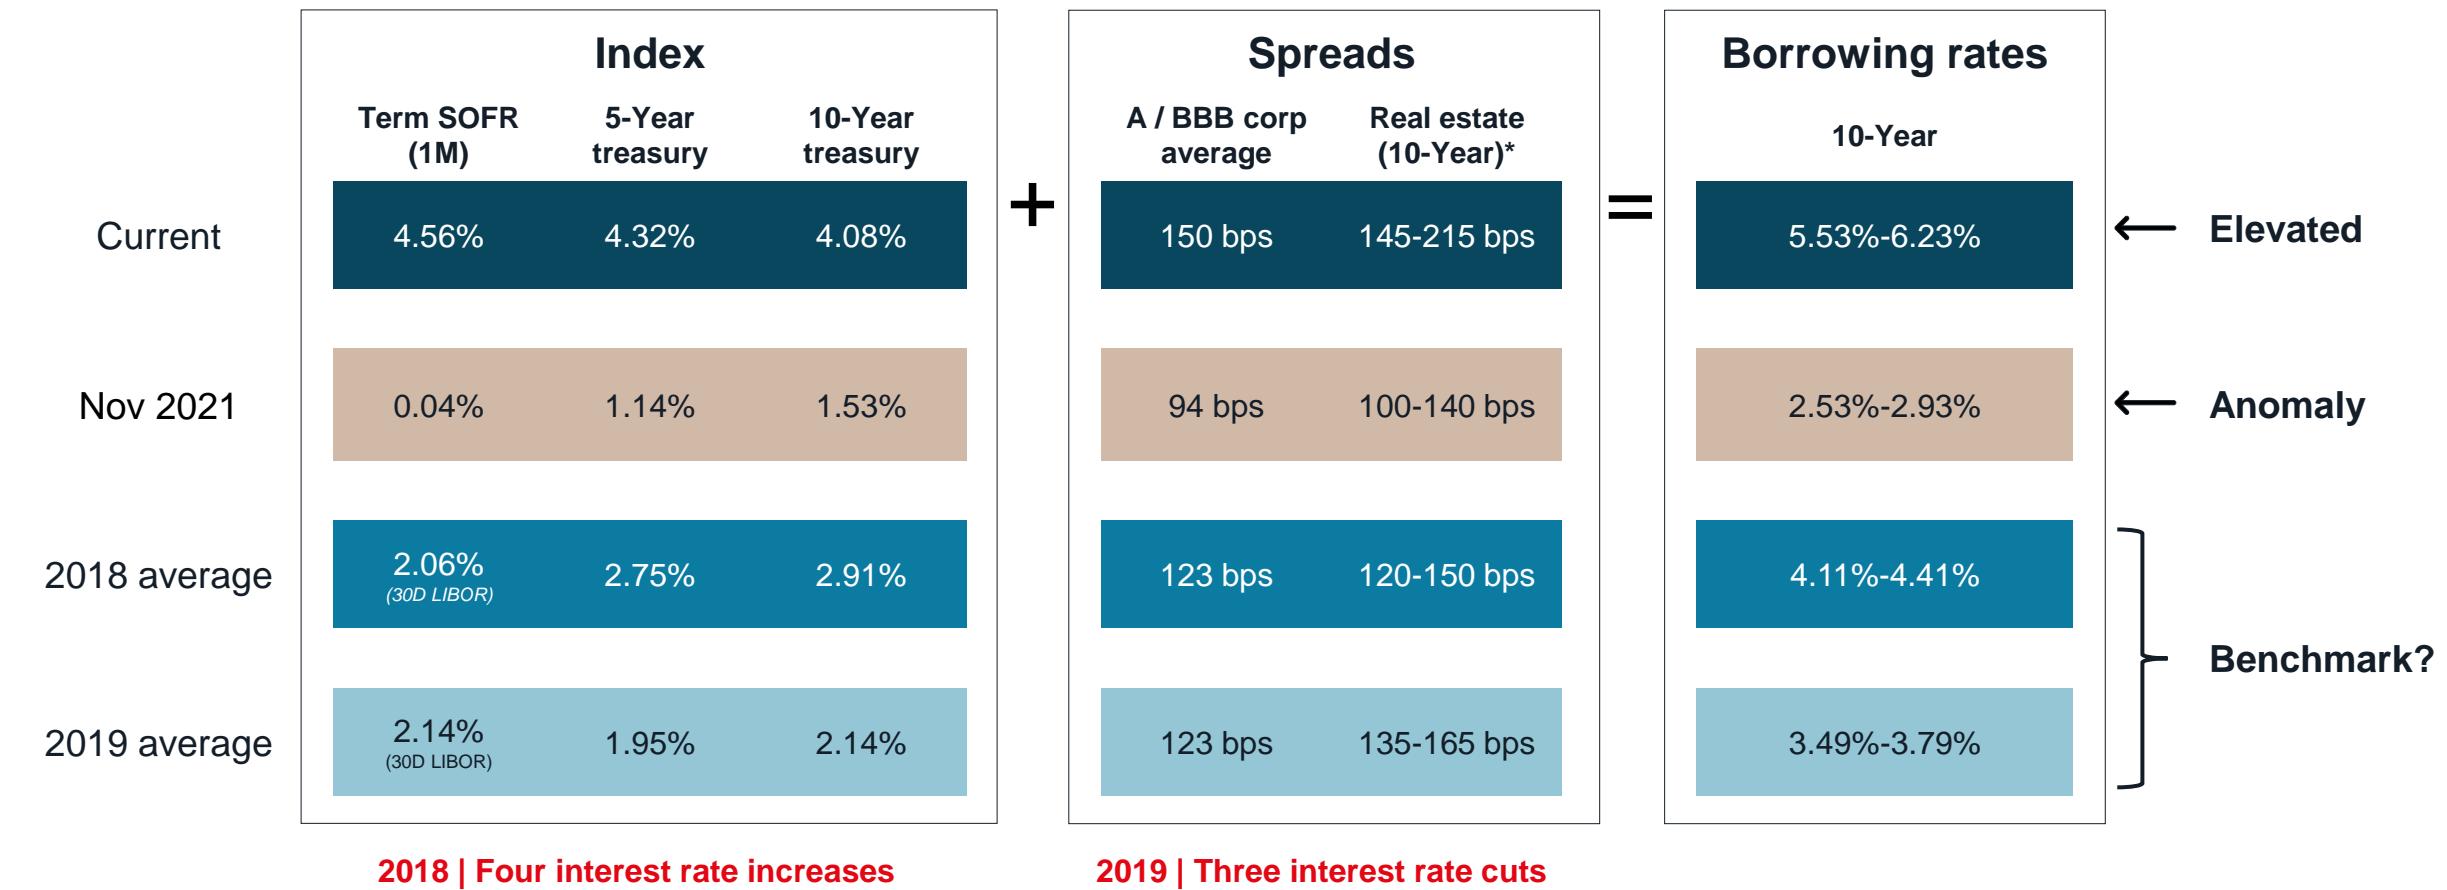 Index
Spreads
Borrowing rates
Term SOFR
(1M)
5-Year
treasury
10-Year
treasury
A / BBB corp
average
Real estate
(10-Year)*
10-Year
+
=
Current
4.56%
4.32%
4.08%
150 bps
145-215 bps
5.53%-6.23%
Elevated
Nov 2021
0.04%
1.14%
1.53%
94 bps
100-140 bps
2.53%-2.93%
Anomaly
2018 average
2.06%
(30D LIBOR)
2.75%
2.91%
123 bps
120-150 bps
4.11%-4.41%
Benchmark?
2019 average
2.14%
(30D LIBOR)
1.95%
2.14%
123 bps
135-165 bps
3.49%-3.79%
2018 | Four interest rate increases
2019 | Three interest rate cuts